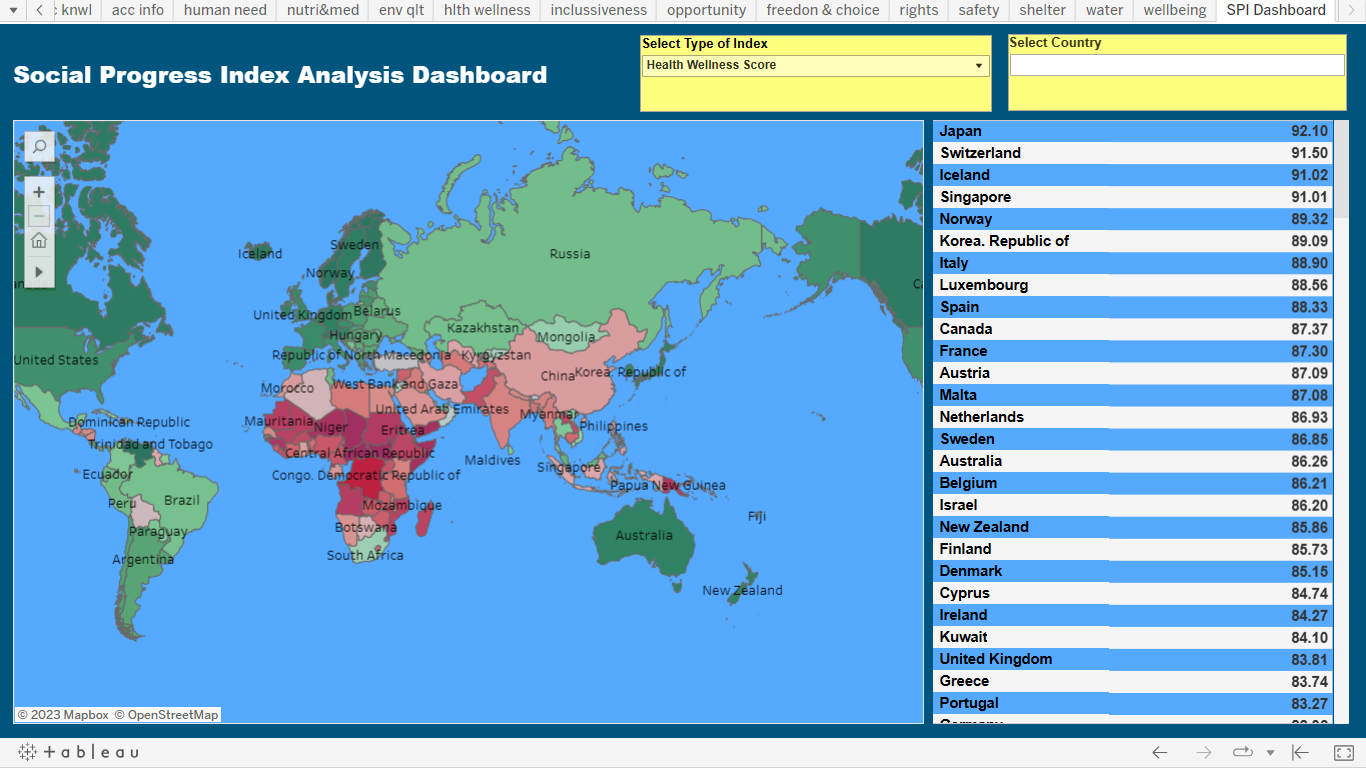 c knwl
acc info
human need
nutri&med
env qlt
hlth wellness
inclussiveness
opportunity
freedon & choice
rights
safety
shelter
water
wellbeing
SPI Dashboard
Social Progress Index Analysis Dashboard
Select Type of Index
Health Wellness Score
Select Country
Iceland
Sweden
Norway
Russia
United Kingdom
Belarus
Hungary
Kazakhstan
Mongolia
United States
Republic of North Macedonia
Kyrgyzstan
China
Korea. Republic of
Morocco
West Bank and Gaza
United Arab Emirates
Myanmar
Philippines
Dominican Republic
Mauritania
Niger
Eritrea
Trinidad and Tobago
Central African Republic
Maldives
Singapore
Ecuador
Congo. Democratic Republic of
Papua New Guinea
Peru
Brazil
Mozambique
Fiji
Paraguay
Botswana
Australia
Argentina
South Africa
New Zealand
© 2023 Mapbox © OpenStreetMap
Japan 92.10
Switzerland 91.50
Iceland 91.02
Singapore 91.01
Norway 89.32
Korea. Republic of 89.09
Italy 88.90
Luxembourg 88.56
Spain 88.33
Canada 87.37
France 87.30
Austria 87.09
Malta 87.08
Netherlands 86.93
Sweden 86.85
Australia 86.26
Belgium 86.21
Israel 86.20
New Zealand 85.86
Finland 85.73
Denmark 85.15
Cyprus 84.74
Ireland 84.27
Kuwait 84.10
United Kingdom 83.81
Greece 83.74
Portugal 83.27
+ableau